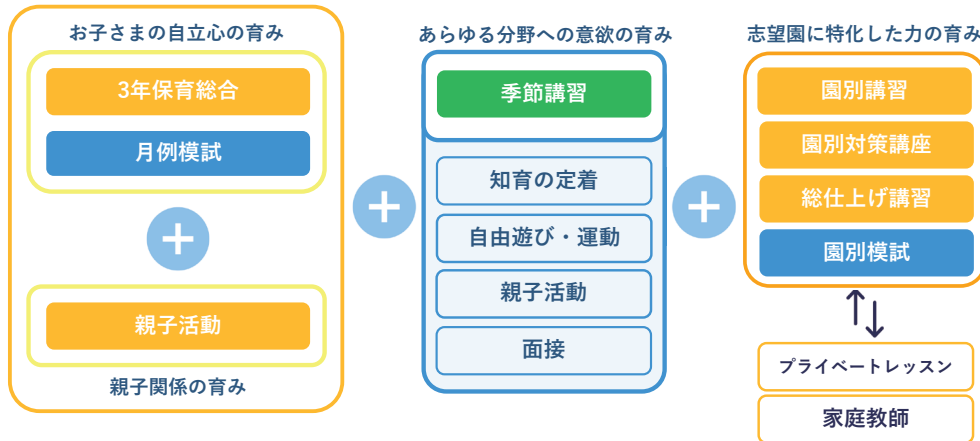 お子さまの自立心の育み
3年保育総合
月例模試
＋
親子活動
親子関係の育み
＋
あらゆる分野への意欲の育み
季節講習
知育の定着
自由遊び・運動
親子活動
面接
＋
志望園に特化した力の育み
園別講習
園別対策講座
総仕上げ講習
園別模試
プライベートレッスン
家庭教師